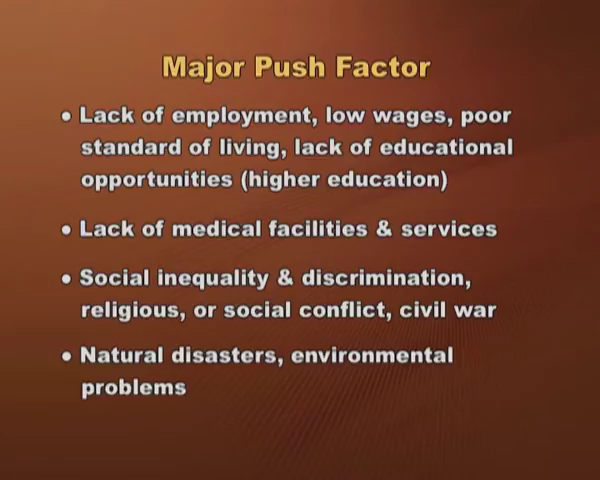 Major Push Factor
• Lack of employment, low wages, poor
standard of living, lack of educational
opportunities (higher education)
• Lack of medical facilities & services
• Social inequality & discrimination,
religious, or social conflict, civil war
• Natural disasters, environmental
problems